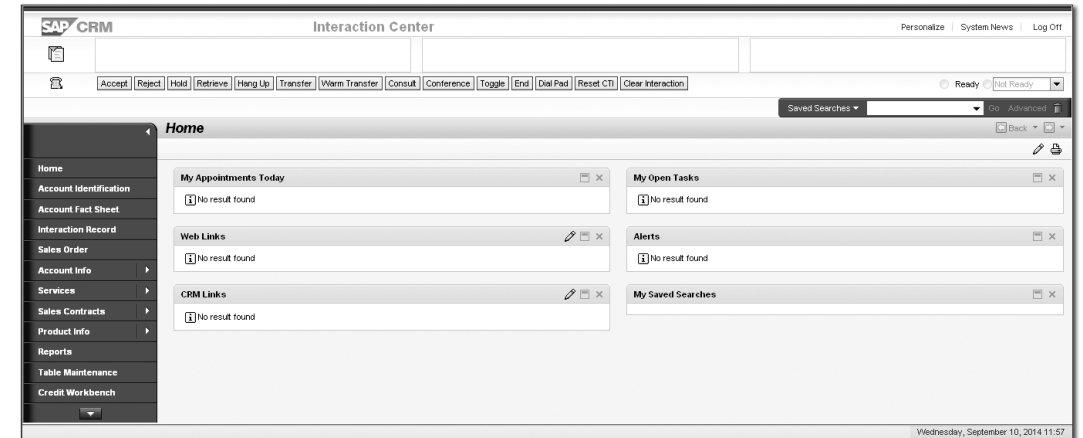 SAP CRM Interaction Center Personalize System News Log Off
Accept Reject Hold Retrieve Hang Up Transfer Warm Transfer Consult Conference Toggle End Dial Pad Reset CTI Clear Interaction Ready Not Ready
Saved Searches Go Advanced
Home Back
Home
Account Identification
Account Fact Sheet
Interaction Record
Sales Order
Account Info
Services
Sales Contracts
Product Info
Reports
Table Maintenance
Credit Workbench
My Appointments Today
No result found
Web Links
No result found
CRM Links
No result found
My Open Tasks
No result found
Alerts
No result found
My Saved Searches
Wednesday, September 10, 2014 11:57